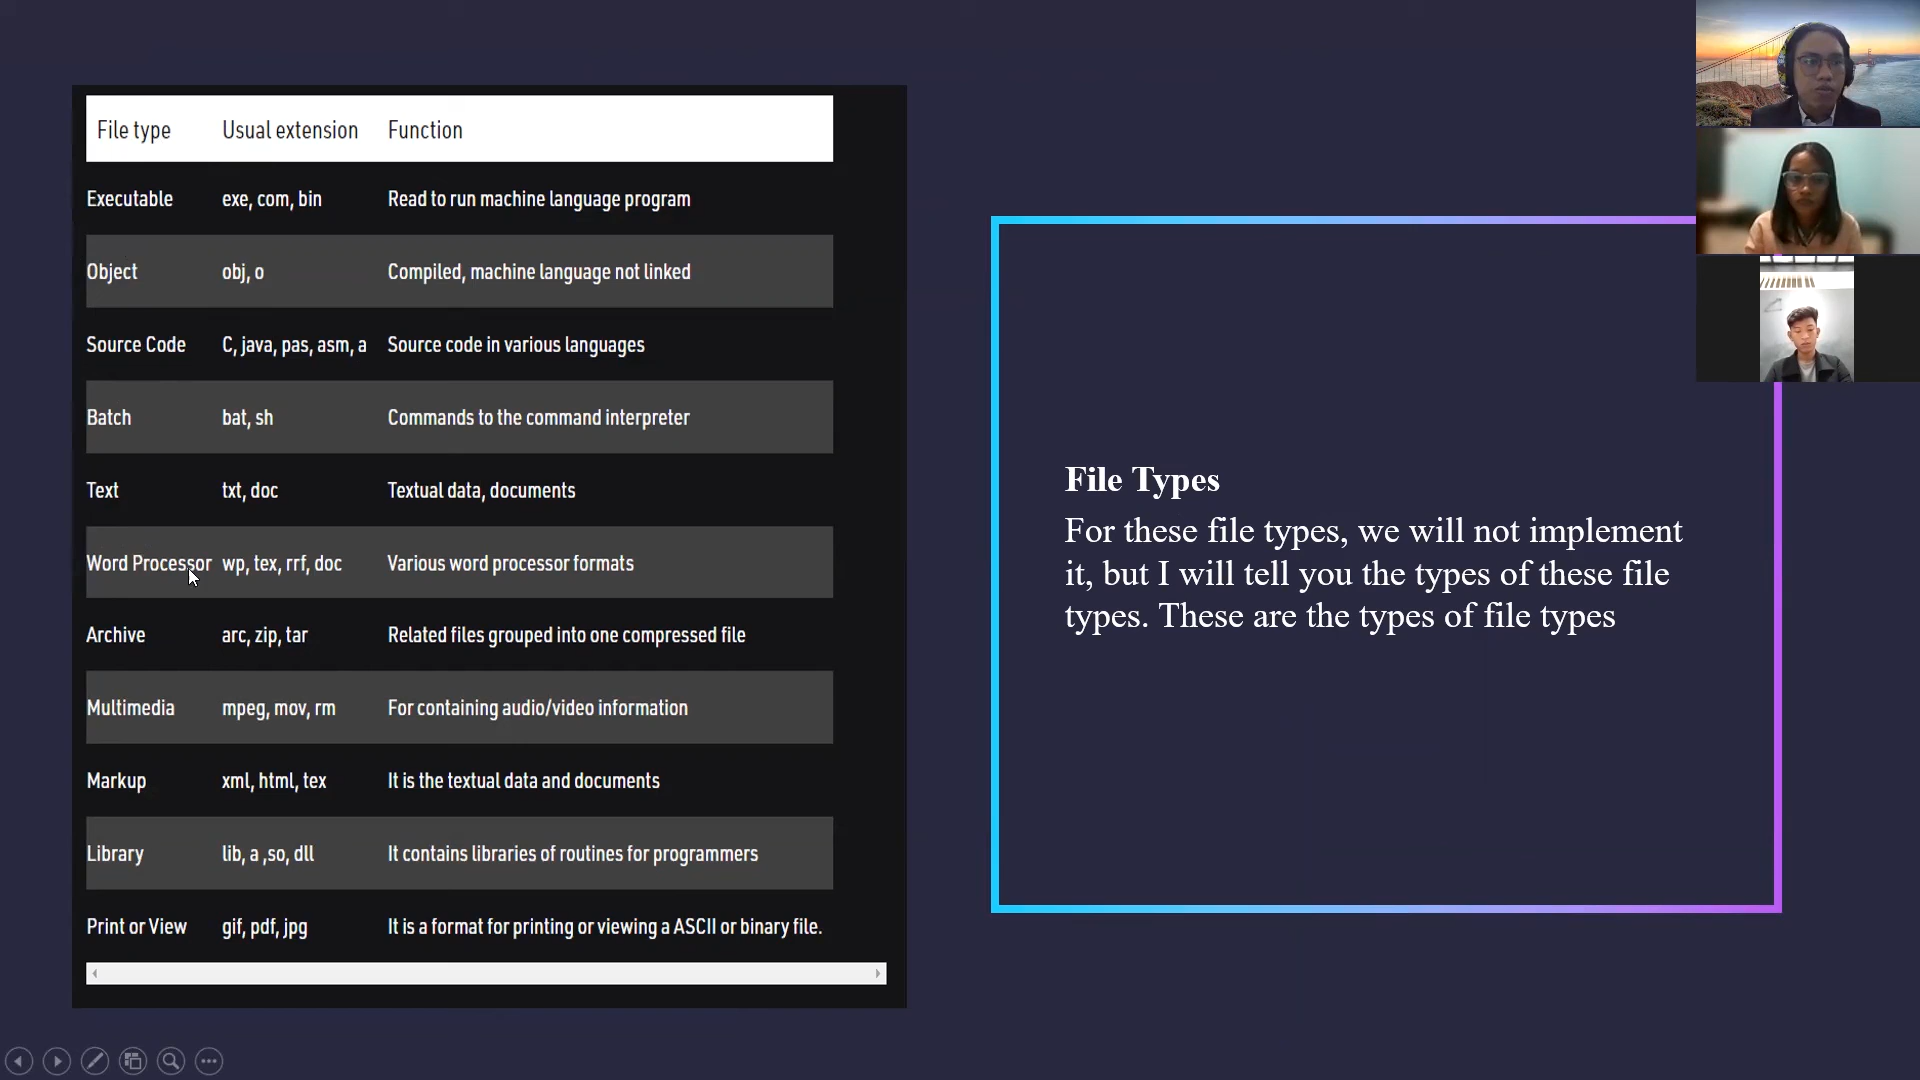 File type Usual extension Function
Executable exe, com, bin Read to run machine language program
Object obj, o Compiled, machine language not linked
Source Code C, java, pas, asm, a Source code in various languages
Batch bat, sh Commands to the command interpreter
Text txt, doc Textual data, documents
Word Processor wp, tex, rrf, doc Various word processor formats
Archive arc, zip, tar Related files grouped into one compressed file
Multimedia mpeg, mov, rm For containing audio/video information
Markup xml, html, tex It is the textual data and documents
Library lib, a ,so, dll It contains libraries of routines for programmers
Print or View gif, pdf, jpg It is a format for printing or viewing a ASCII or binary file.
File Types
For these file types, we will not implement
it, but I will tell you the types of these file
types. These are the types of file types